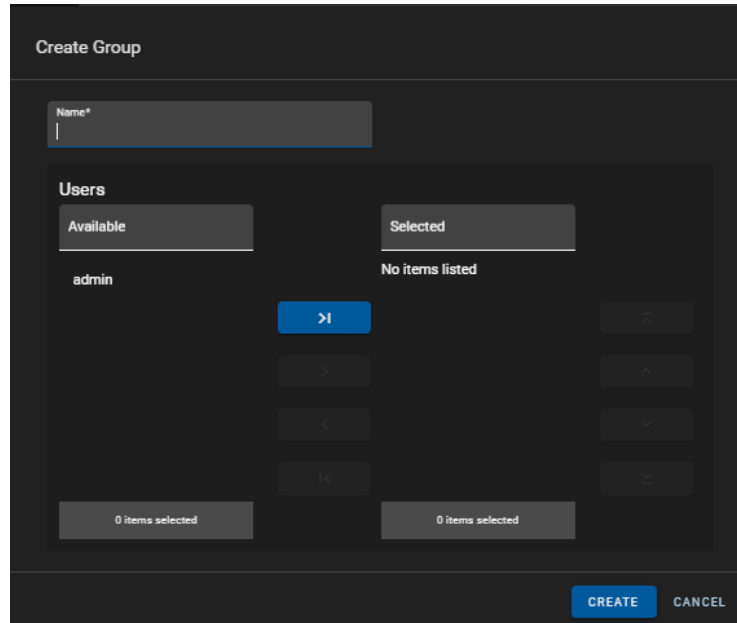 Create Group
Name*
Users
Available
Selected
admin
No items listed
0 items selected
0 items selected
CREATE
CANCEL